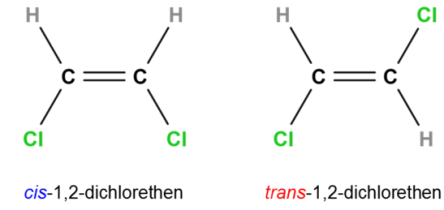 H H H Cl
C C C C
Cl Cl Cl H
cis-1,2-dichlorethen trans-1,2-dichlorethen